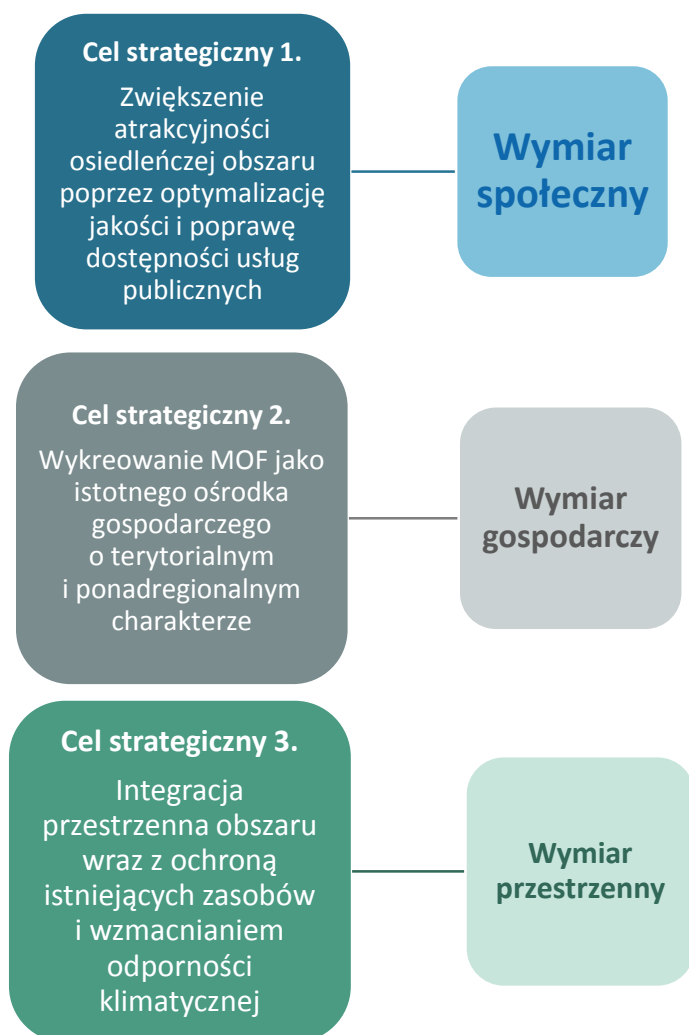 Cel strategiczny 1.
Zwiększenie
atrakcyjności
osiedleńczej obszaru
poprzez optymalizację
jakości i poprawę
dostępności usług
publicznych
Wymiar
społeczny
Cel strategiczny 2.
Wykreowanie MOF jako
istotnego ośrodka
gospodarczego
o terytorialnym
i ponadregionalnym
charakterze
Wymiar
gospodarczy
Cel strategiczny 3.
Integracja
przestrzenna obszaru
wraz z ochroną
istniejących zasobów
i wzmacnianiem
odporności
klimatycznej
Wymiar
przestrzenny